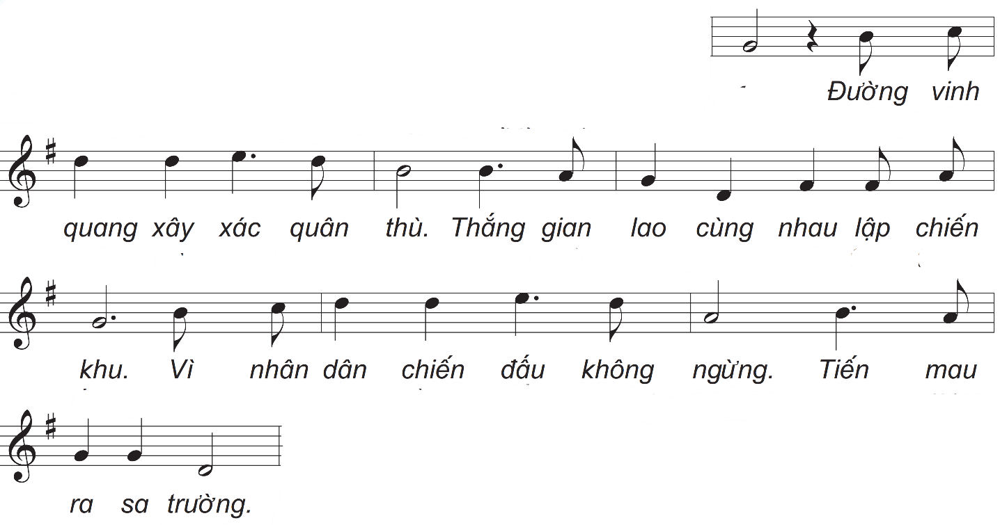 Đường vinh
quang xây xác quân thù. Thắng gian lao cùng nhau lập chiến
khu. Vì nhân dân chiến đấu không ngừng. Tiến mau
ra sa trường.